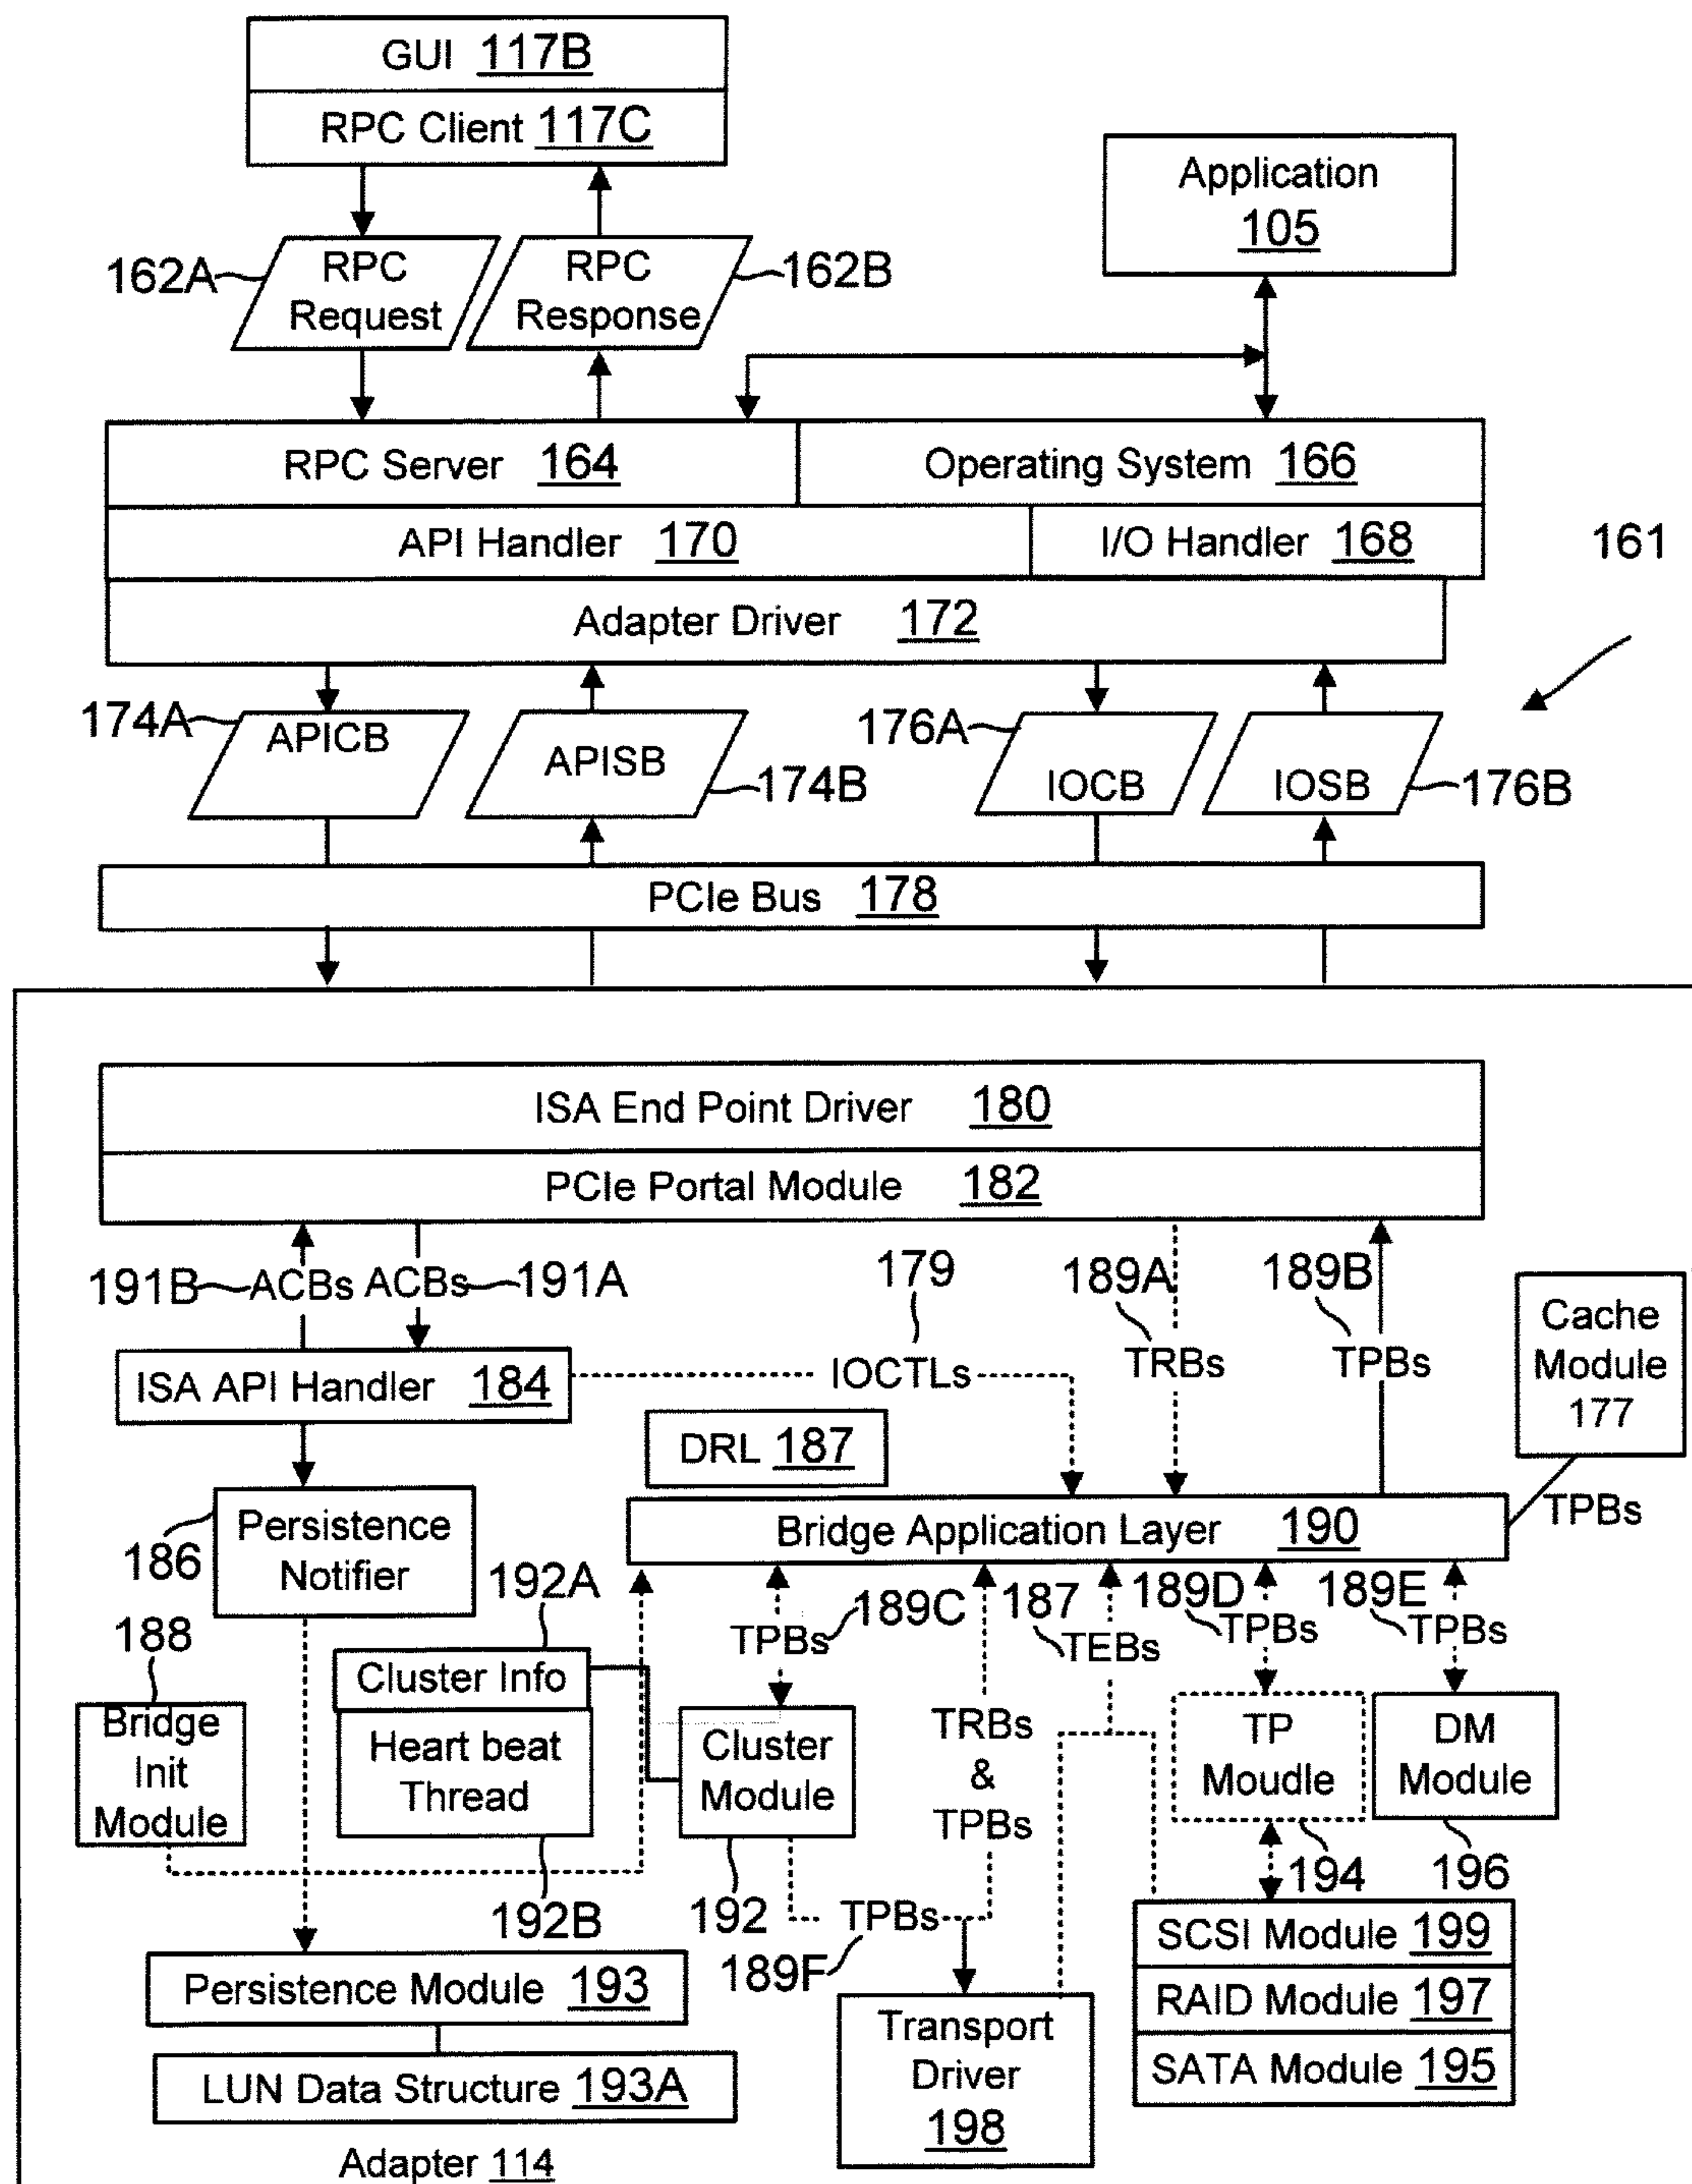 GUI 117B
RPC Client 117C
Application
105
162A
RPC
Request
RPC
Response
162B
RPC Server 164
Operating System 166
API Handler 170
I/O Handler 168
161
Adapter Driver 172
174A
APICB
APISB
174B
176A
IOCB
IOSB
176B
PCIe Bus 178
ISA End Point Driver 180
PCIe Portal Module 182
191B
ACBs
ACBs
191A
179
189A
189B
Cache
Module
177
IOCTLs
TRBs
TPBs
ISA API Handler 184
DRL 187
TPBs
Bridge Application Layer 190
186
Persistence
Notifier
192A
189C
187
189D
189E
TPBs
TEBs
TPBs
TPBs
188
Cluster Info
Heart beat
Thread
Bridge
Init
Module
Cluster
Module
TRBs
&
TPBs
TP
Moudle
DM
Module
192B
192
TPBs
189F
194
196
Persistence Module 193
LUN Data Structure 193A
Transport
Driver
198
SCSI Module 199
RAID Module 197
SATA Module 195
Adapter 114